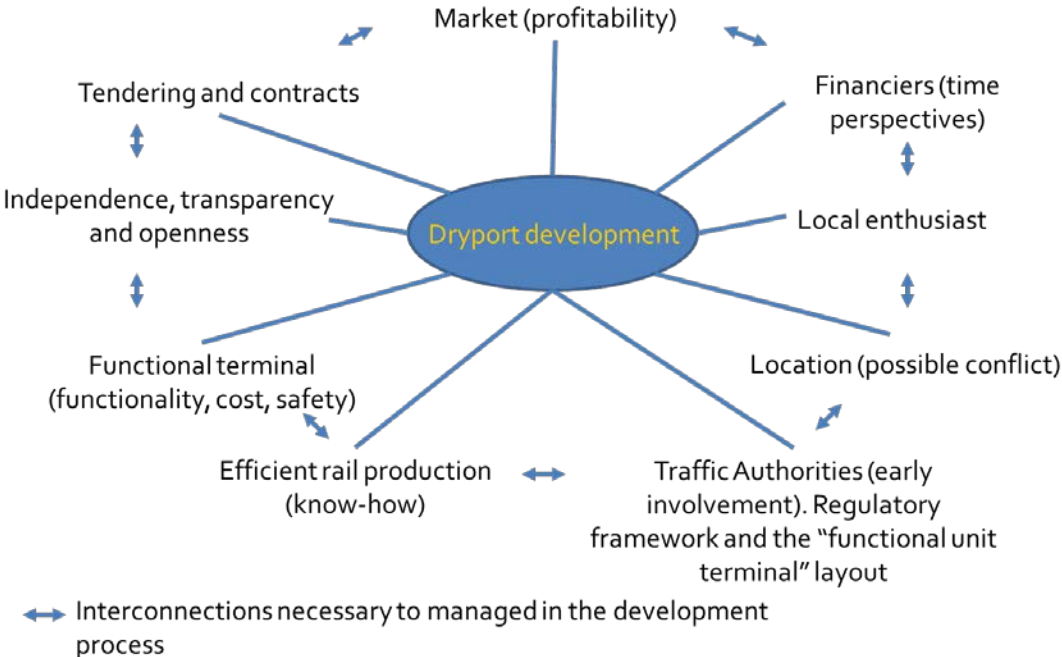 Market (profitability)
Tendering and contracts
Financiers (time
perspectives)
Independence, transparency
and openness
Dryport development
Local enthusiast
Functional terminal
(functionality, cost, safety)
Location (possible conflict)
Efficient rail production
(know-how)
Traffic Authorities (early
involvement). Regulatory
framework and the “functional unit
terminal” layout
Interconnections necessary to managed in the development
process